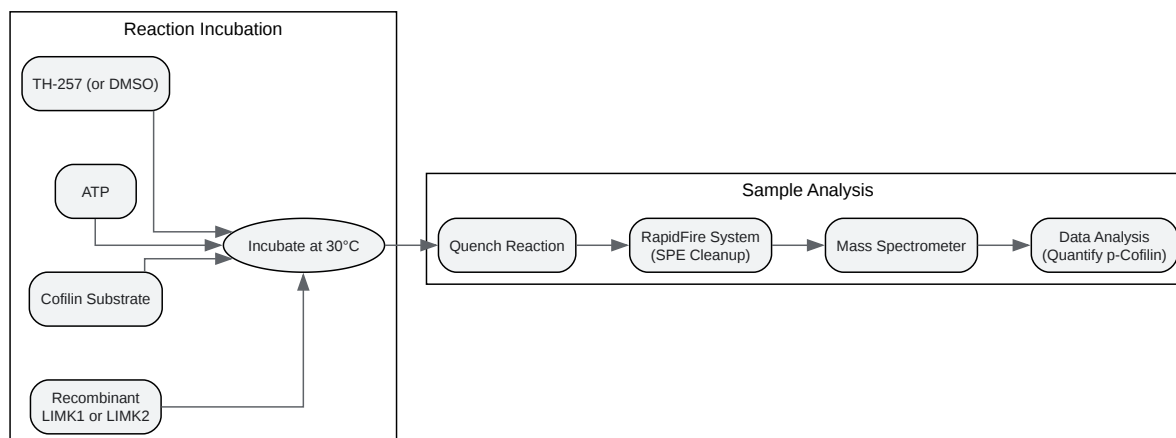 Reaction Incubation
TH-257 (or DMSO)
ATP
Cofilin Substrate
Recombinant
LIMK1 or LIMK2
Incubate at 30°C
Sample Analysis
Quench Reaction
RapidFire System
(SPE Cleanup)
Mass Spectrometer
Data Analysis
(Quantify p-Cofilin)